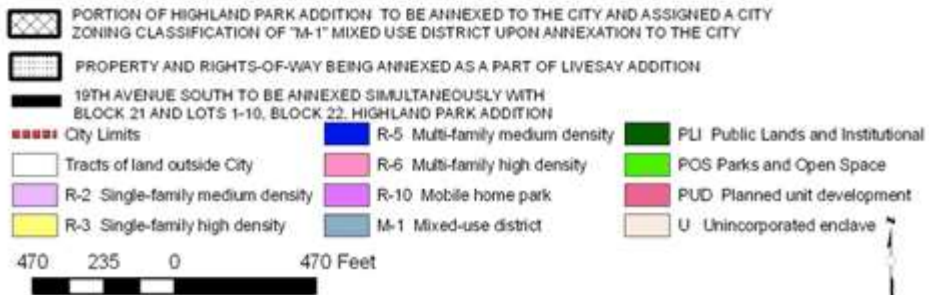 PORTION OF HIGHLAND PARK ADDITION TO BE ANNEXED TO THE CITY AND ASSIGNED A CITY
ZONING CLASSIFICATION OF "M-1" MIXED USE DISTRICT UPON ANNEXATION TO THE CITY
PROPERTY AND RIGHTS-OF-WAY BEING ANNEXED AS A PART OF LIVESAY ADDITION
19TH AVENUE SOUTH TO BE ANNEXED SIMULTANEOUSLY WITH
BLOCK 21 AND LOTS 1-10, BLOCK 22, HIGHLAND PARK ADDITION
City Limits
Tracts of land outside City
R-2 Single-family medium density
R-3 Single-family high density
R-5 Multi-family medium density
R-6 Multi-family high density
R-10 Mobile home park
M-1 Mixed-use district
PLI Public Lands and Institutional
POS Parks and Open Space
PUD Planned unit development
U Unincorporated enclave
470 235 0 470 Feet